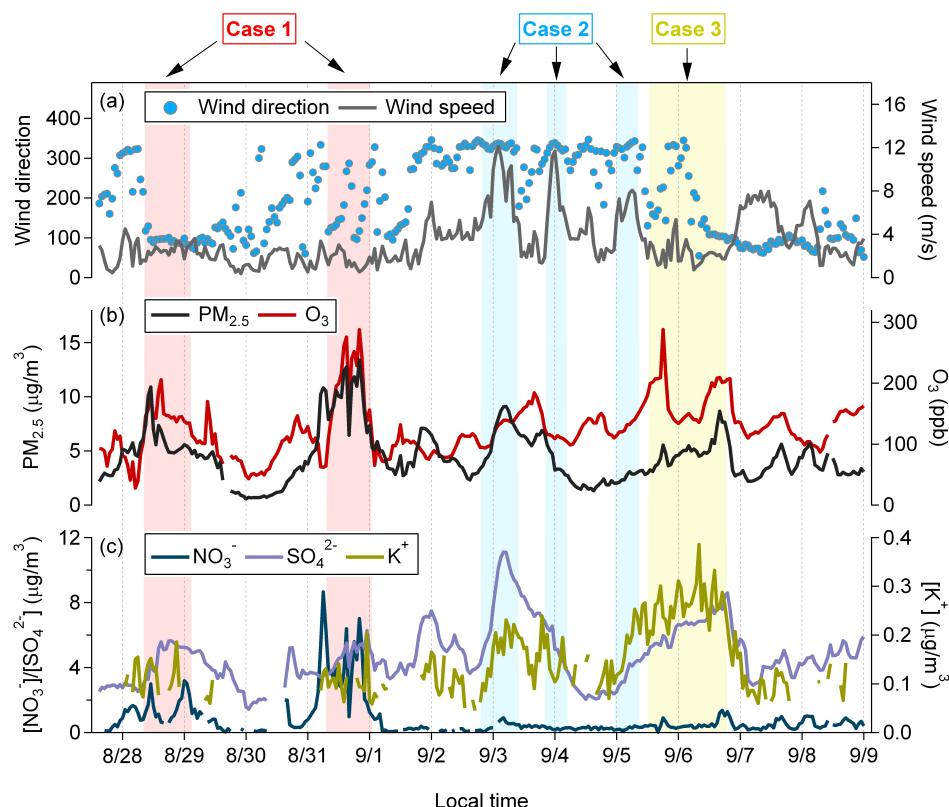 Case 1
Case 2
Case 3
(a)
Wind direction
Wind speed
400
300
200
100
0
Wind direction
16
12
8
4
0
Wind speed
(m/s)
(b)
PM2.5
O3
15
10
5
0
PM2.5 (μg/m3)
300
200
100
0
O3 (ppb)
(c)
NO3-
SO42-
K+
12
8
4
0
[NO3-]/[SO42-] (μg/m3)
0.4
0.3
0.2
0.1
0.0
[K+] (μg/m3)
8/28 8/29 8/30 8/31 9/1 9/2 9/3 9/4 9/5 9/6 9/7 9/8 9/9
Local time